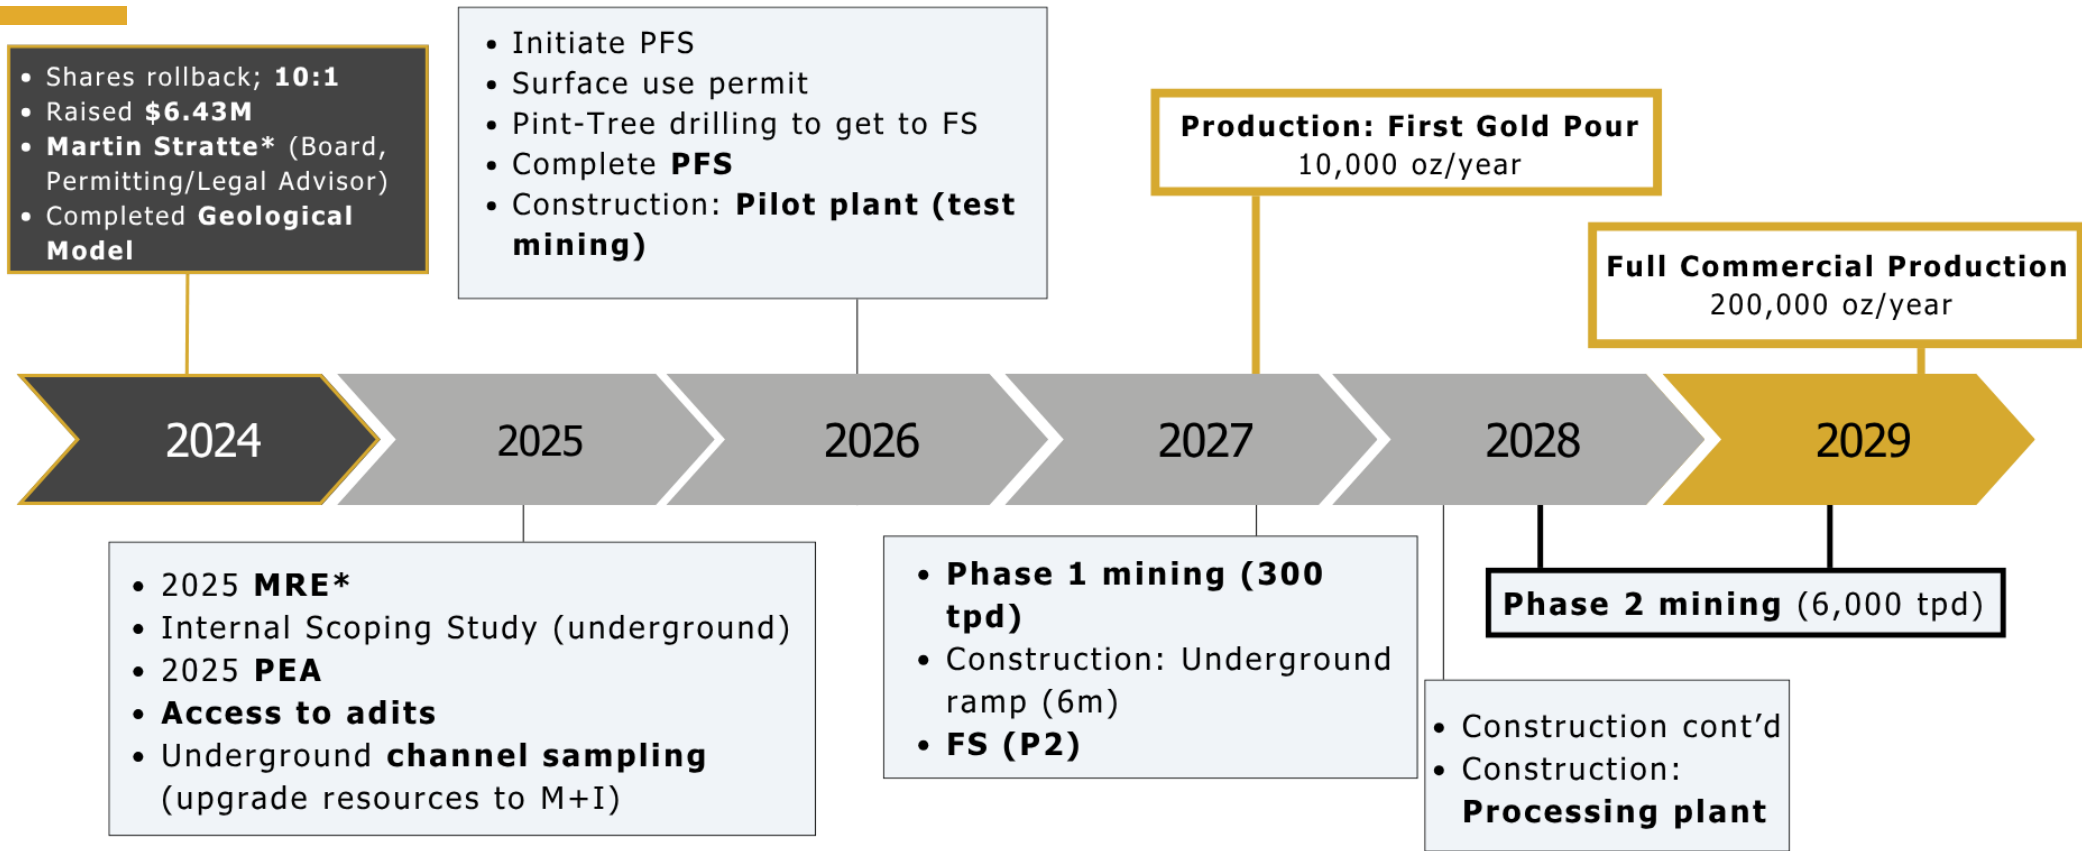 • Shares rollback; 10:1
• Raised $6.43M
• Martin Stratte* (Board,
Permitting/Legal Advisor)
• Completed Geological
Model
• Initiate PFS
• Surface use permit
• Pint-Tree drilling to get to FS
• Complete PFS
• Construction: Pilot plant (test
mining)
Production: First Gold Pour
10,000 oz/year
Full Commercial Production
200,000 oz/year
2024
2025
2026
2027
2028
2029
• 2025 MRE*
• Internal Scoping Study (underground)
• 2025 PEA
• Access to adits
• Underground channel sampling
(upgrade resources to M+I)
• Phase 1 mining (300
tpd)
• Construction: Underground
ramp (6m)
• FS (P2)
Phase 2 mining (6,000 tpd)
• Construction cont’d
• Construction:
Processing plant